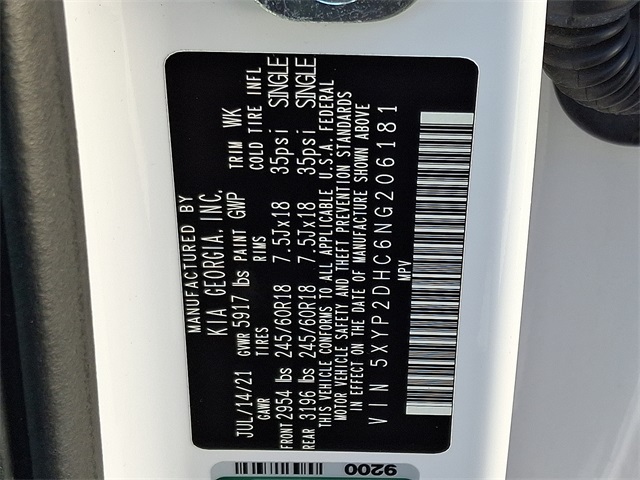 MANUFACTURED BY
KIA GEORGIA, INC.
JUL/14/21 GVWR 5917 lbs PAINT GWP TRIM WK
GAWR TIRES RIMS COLD TIRE INFL
FRONT 2954 lbs 245/60R18 7.5Jx18 35psi SINGLE
REAR 3196 lbs 245/60R18 7.5Jx18 35psi SINGLE
THIS VEHICLE CONFORMS TO ALL APPLICABLE U.S.A. FEDERAL
MOTOR VEHICLE SAFETY AND THEFT PREVENTION STANDARDS
IN EFFECT ON THE DATE OF MANUFACTURE SHOWN ABOVE
VIN 5XYP2DHC6NG206181
MPV
9200